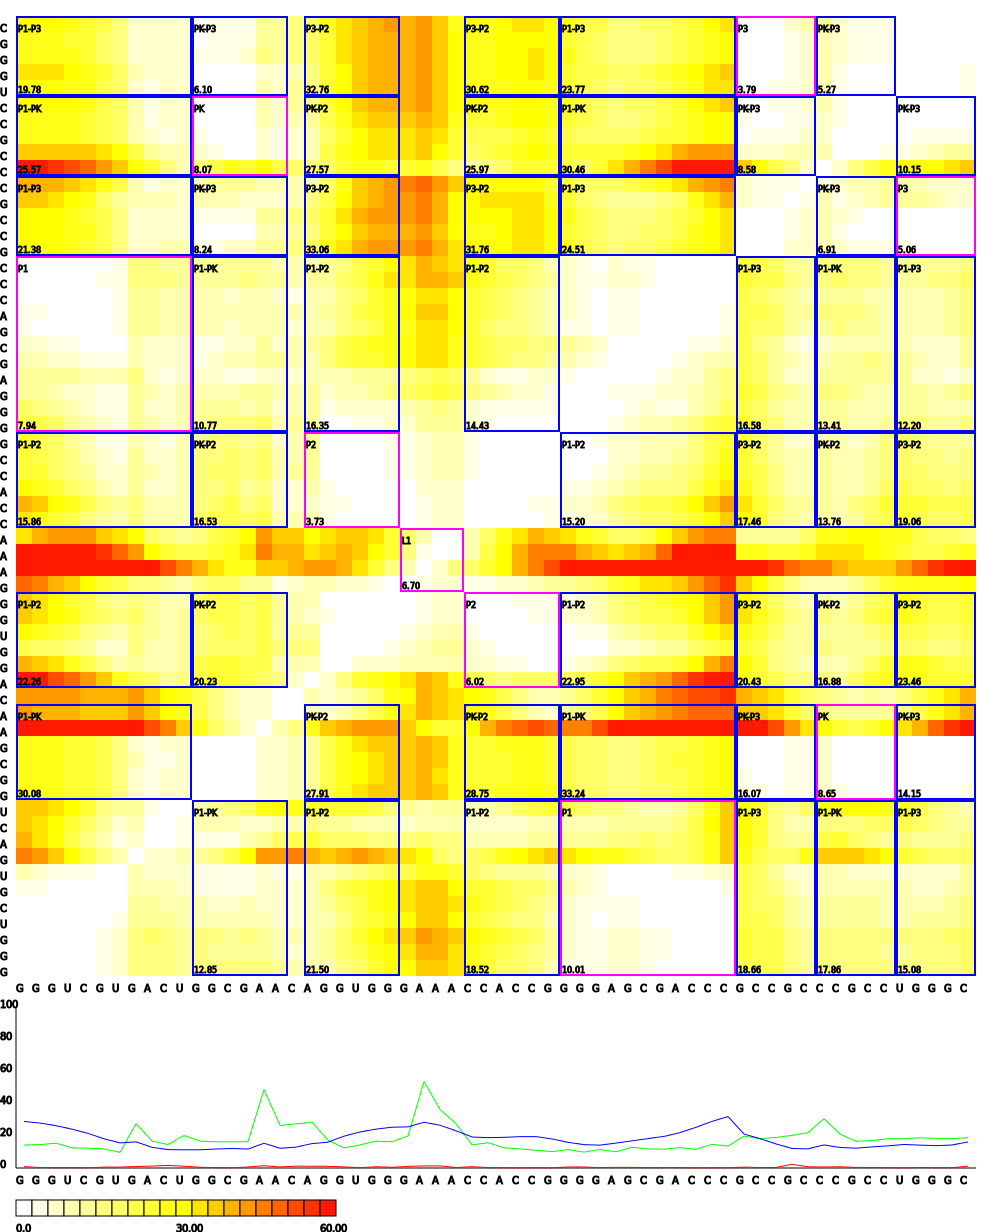 C P1-P3 PK-P3 P3-P2 P3-P2 P1-P3 P3 PK-P3
G
G
G
U 19.78 6.10 32.76 30.62 23.77 3.79 5.27
C P1-PK PK PK-P2 PK-P2 P1-PK PK-P3 PK-P3
C
G
C
C 25.57 8.07 27.57 25.97 30.46 8.58 10.15
C P1-P3 PK-P3 P3-P2 P3-P2 P1-P3 PK-P3 P3
G
C
C
G 21.38 8.24 33.06 31.76 24.51 6.91 5.06
C P1 P1-PK P1-P2 P1-P2 P1-P3 P1-PK P1-P3
C
C
A
G
C
G
A
G
G
G 7.94 10.77 16.35 14.43 16.58 13.41 12.20
G P1-P2 PK-P2 P2 P1-P2 P3-P2 PK-P2 P3-P2
C
C
A
C
C 15.86 16.53 3.73 15.20 17.46 13.76 19.06
A L1
A
A
G 6.70
G P1-P2 PK-P2 P2 P1-P2 P3-P2 PK-P2 P3-P2
G
U
G
G
A 22.26 20.23 6.02 22.95 20.43 16.88 23.46
C
A P1-PK PK-P2 PK-P2 P1-PK PK-P3 PK PK-P3
A
G
C
G
G 30.08 27.91 28.75 33.24 16.07 8.65 14.15
U P1-PK P1-P2 P1-P2 P1 P1-P3 P1-PK P1-P3
C
A
G
U
G
C
U
G
G
G 12.85 21.50 18.52 10.01 18.66 17.86 15.08
G G G U C G U G A C U G G C G A A C A G G U G G G A A A C C A C C G G G G A G C G A C C C G C C G C C C G C C U G G G C
100
80
60
40
20
0
G G G U C G U G A C U G G C G A A C A G G U G G G A A A C C A C C G G G G A G C G A C C C G C C G C C C G C C U G G G C
0.0 30.00 60.00